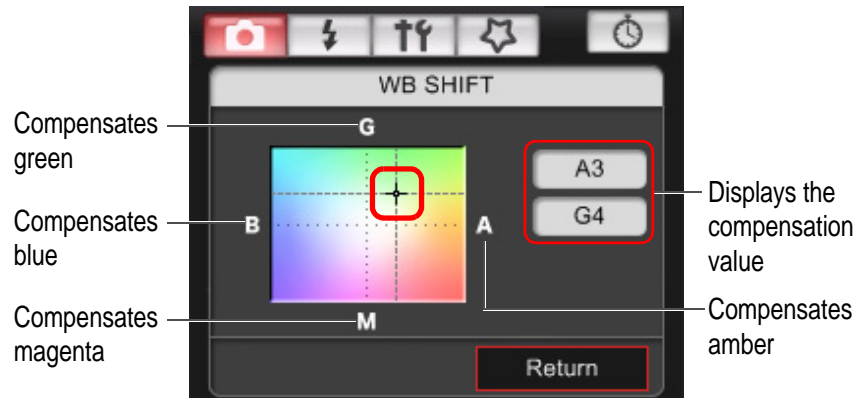 WB SHIFT
Compensates
green
G
A3
Compensates
blue
B
A
G4
Displays the
compensation
value
Compensates
magenta
M
Compensates
amber
Return